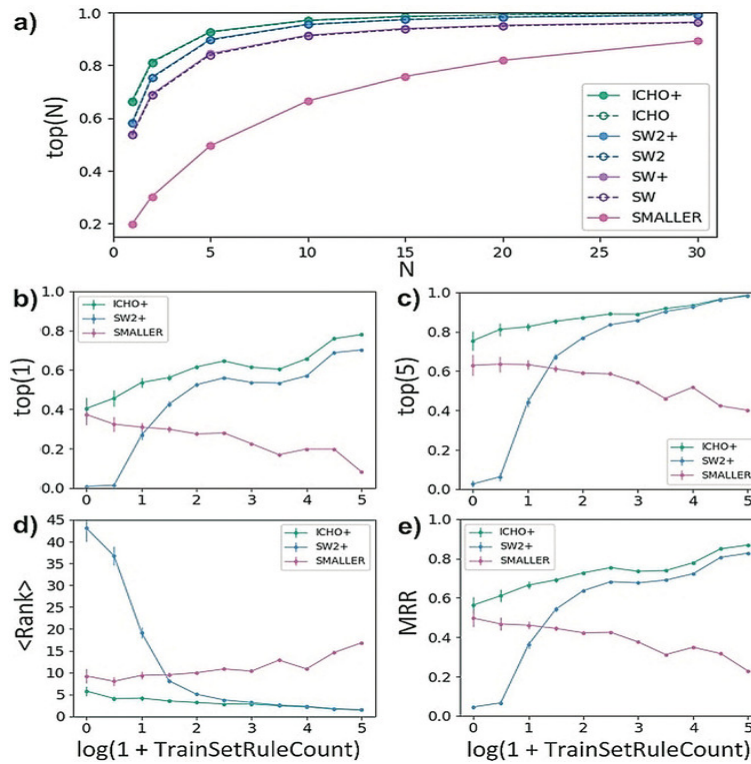 a)
1.0
0.8
0.6
0.4
0.2
top(N)
0
5
10
15
20
25
30
N
ICHO+
ICHO
SW2+
SW2
SW+
SW
SMALLER
b)
1.0
0.8
0.6
0.4
0.2
0.0
top(1)
0
1
2
3
4
5
ICHO+
SW2+
SMALLER
c)
1.0
0.8
0.6
0.4
0.2
0.0
top(5)
0
1
2
3
4
5
ICHO+
SW2+
SMALLER
d)
45
40
35
30
25
20
15
10
5
0
<Rank>
0
1
2
3
4
5
log(1 + TrainSetRuleCount)
ICHO+
SW2+
SMALLER
e)
1.0
0.8
0.6
0.4
0.2
0.0
MRR
0
1
2
3
4
5
log(1 + TrainSetRuleCount)
ICHO+
SW2+
SMALLER